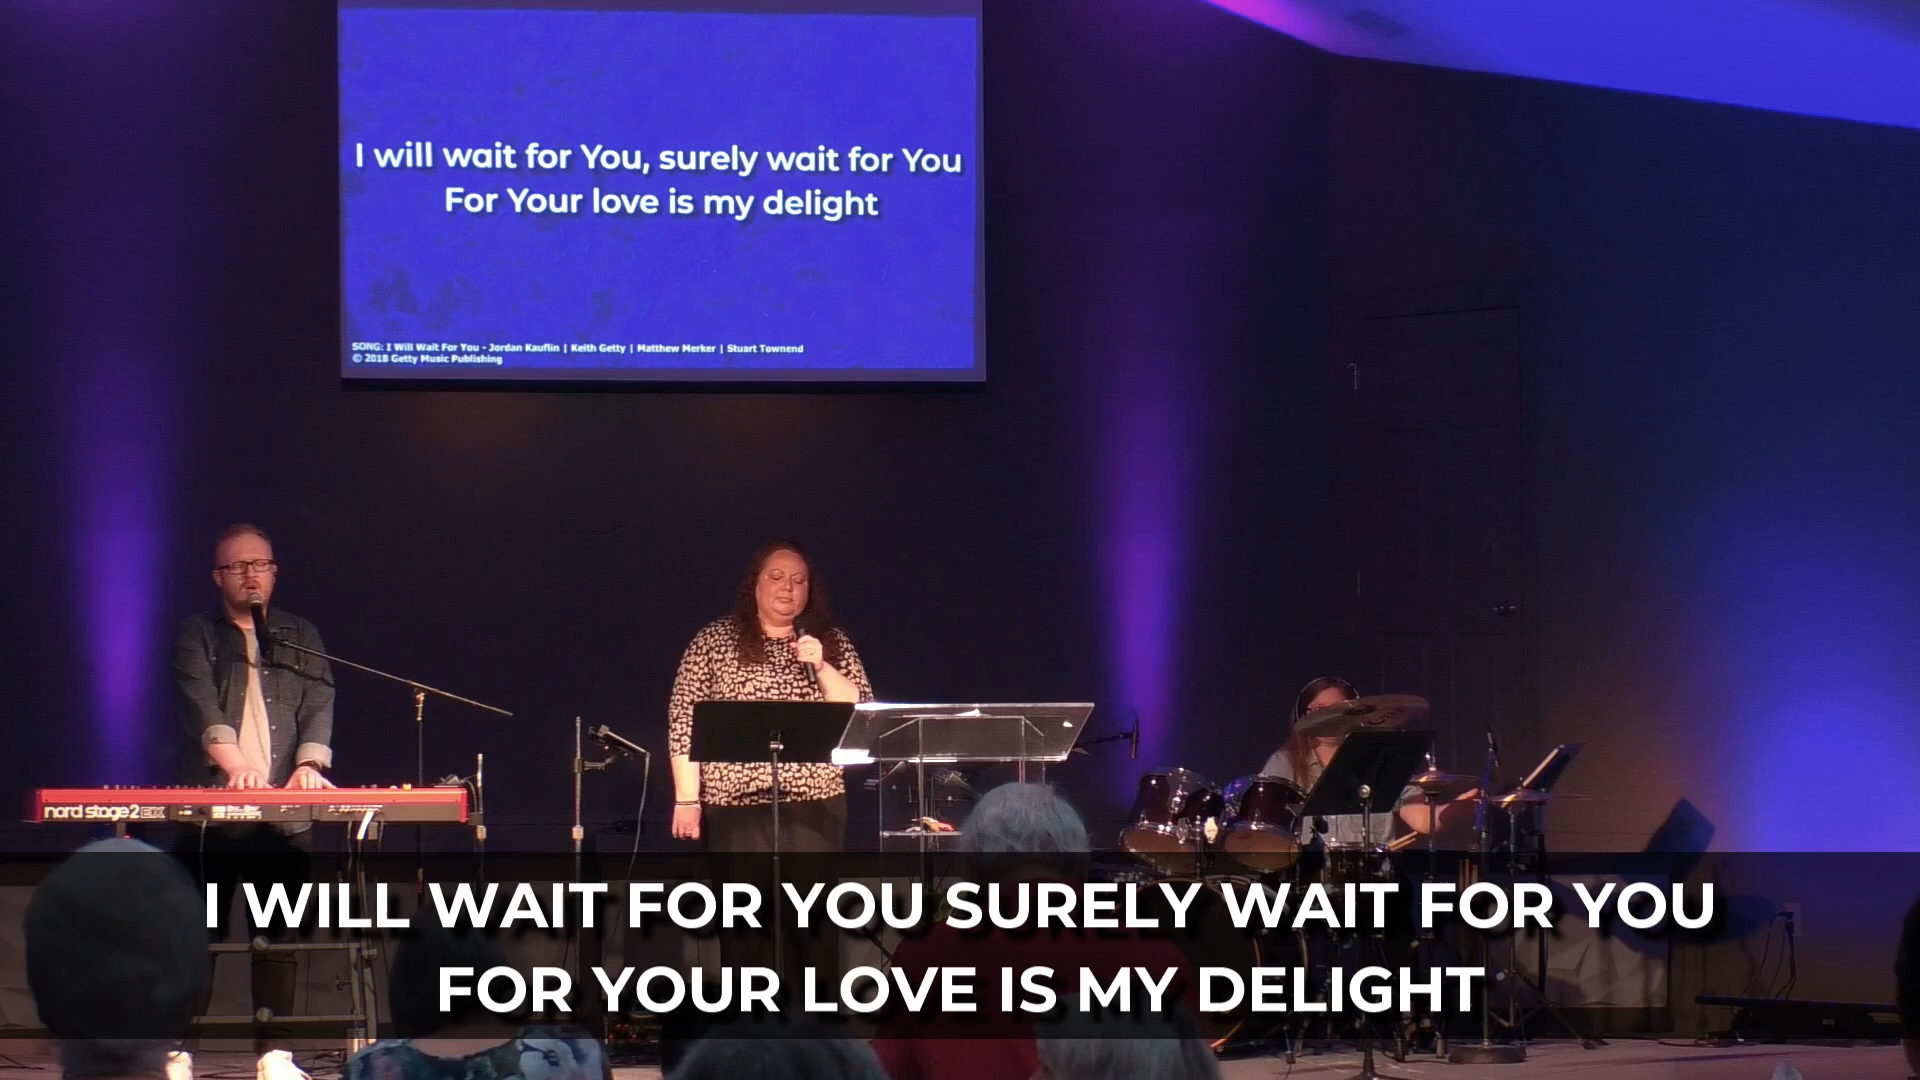 I will wait for You, surely wait for You
For Your love is my delight
SONG: I Will Wait For You - Jordan Kauflin | Keith Getty | Matthew Merker | Stuart Townend
© 2018 Getty Music Publishing
nord stage 2 EX
I WILL WAIT FOR YOU SURELY WAIT FOR YOU
FOR YOUR LOVE IS MY DELIGHT